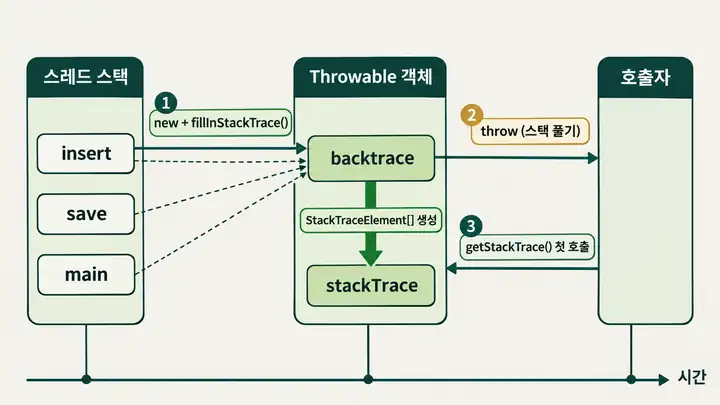 스레드 스택
Throwable 객체
호출자
1
new + fillInStackTrace()
2
throw (스택 풀기)
insert
backtrace
save
StackTraceElement[] 생성
3
getStackTrace() 첫 호출
main
stackTrace
시간